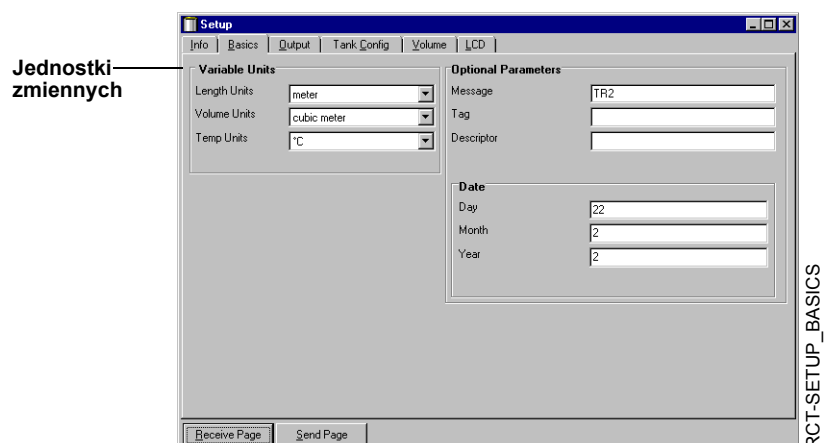 Setup
Info Basics Output Tank Config Volume LCD
Jednostki
zmiennych
Variable Units
Length Units meter
Volume Units cubic meter
Temp Units °C
Optional Parameters
Message TR2
Tag
Descriptor
Date
Day 22
Month 2
Year 2
Receive Page Send Page
RCT-SETUP_BASICS